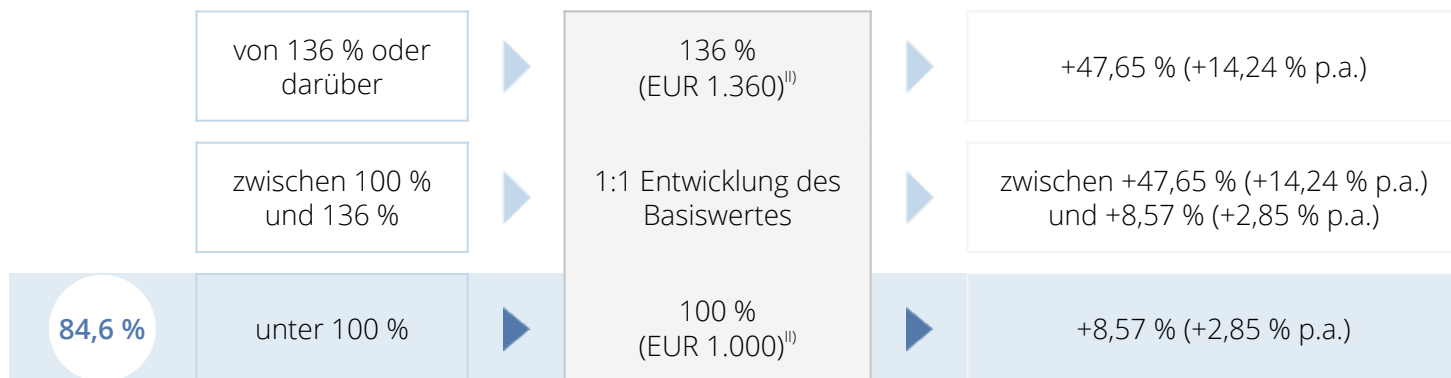 von 136 % oder
darüber
136 %
(EUR 1.360)II)
+47,65 % (+14,24 % p.a.)
zwischen 100 %
und 136 %
1:1 Entwicklung des
Basiswertes
zwischen +47,65 % (+14,24 % p.a.)
und +8,57 % (+2,85 % p.a.)
84,6 %
unter 100 %
100 %
(EUR 1.000)II)
+8,57 % (+2,85 % p.a.)